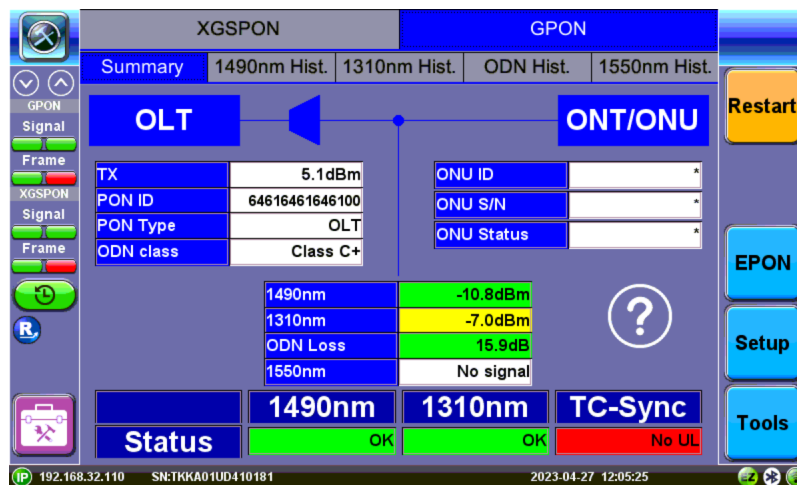 XGSPON GPON
Summary 1490nm Hist. 1310nm Hist. ODN Hist. 1550nm Hist.
GPON
Signal
Frame
XGSPON
Signal
Frame
R
OLT ONT/ONU
TX 5.1dBm
PON ID 64616461646100
PON Type OLT
ODN class Class C+
ONU ID *
ONU S/N *
ONU Status *
1490nm -10.8dBm
1310nm -7.0dBm
ODN Loss 15.9dB
1550nm No signal
?
1490nm 1310nm TC-Sync
Status OK OK No UL
Restart
EPON
Setup
Tools
IP 192.168.32.110 SN:TKKA01UD410181 2023-04-27 12:05:25 EZ